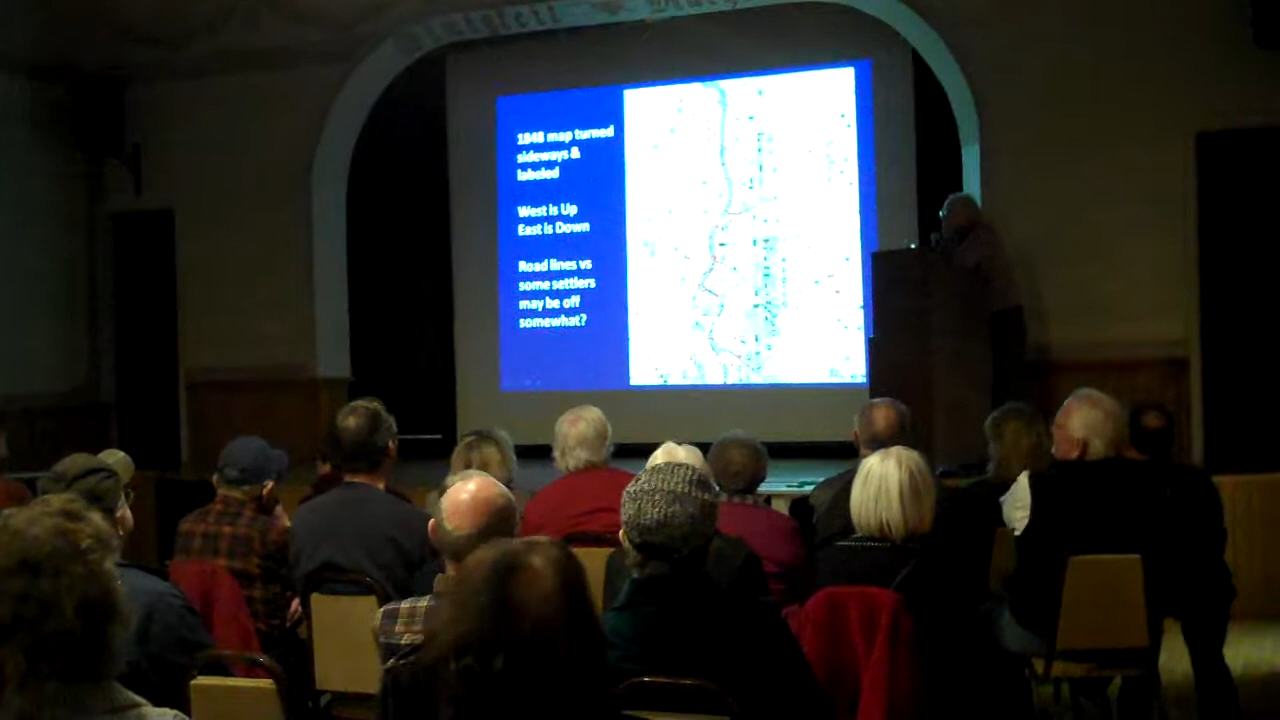 1848 map turned
sideways &
labeled
West is Up
East is Down
Road lines vs
some settlers
may be off
somewhat?